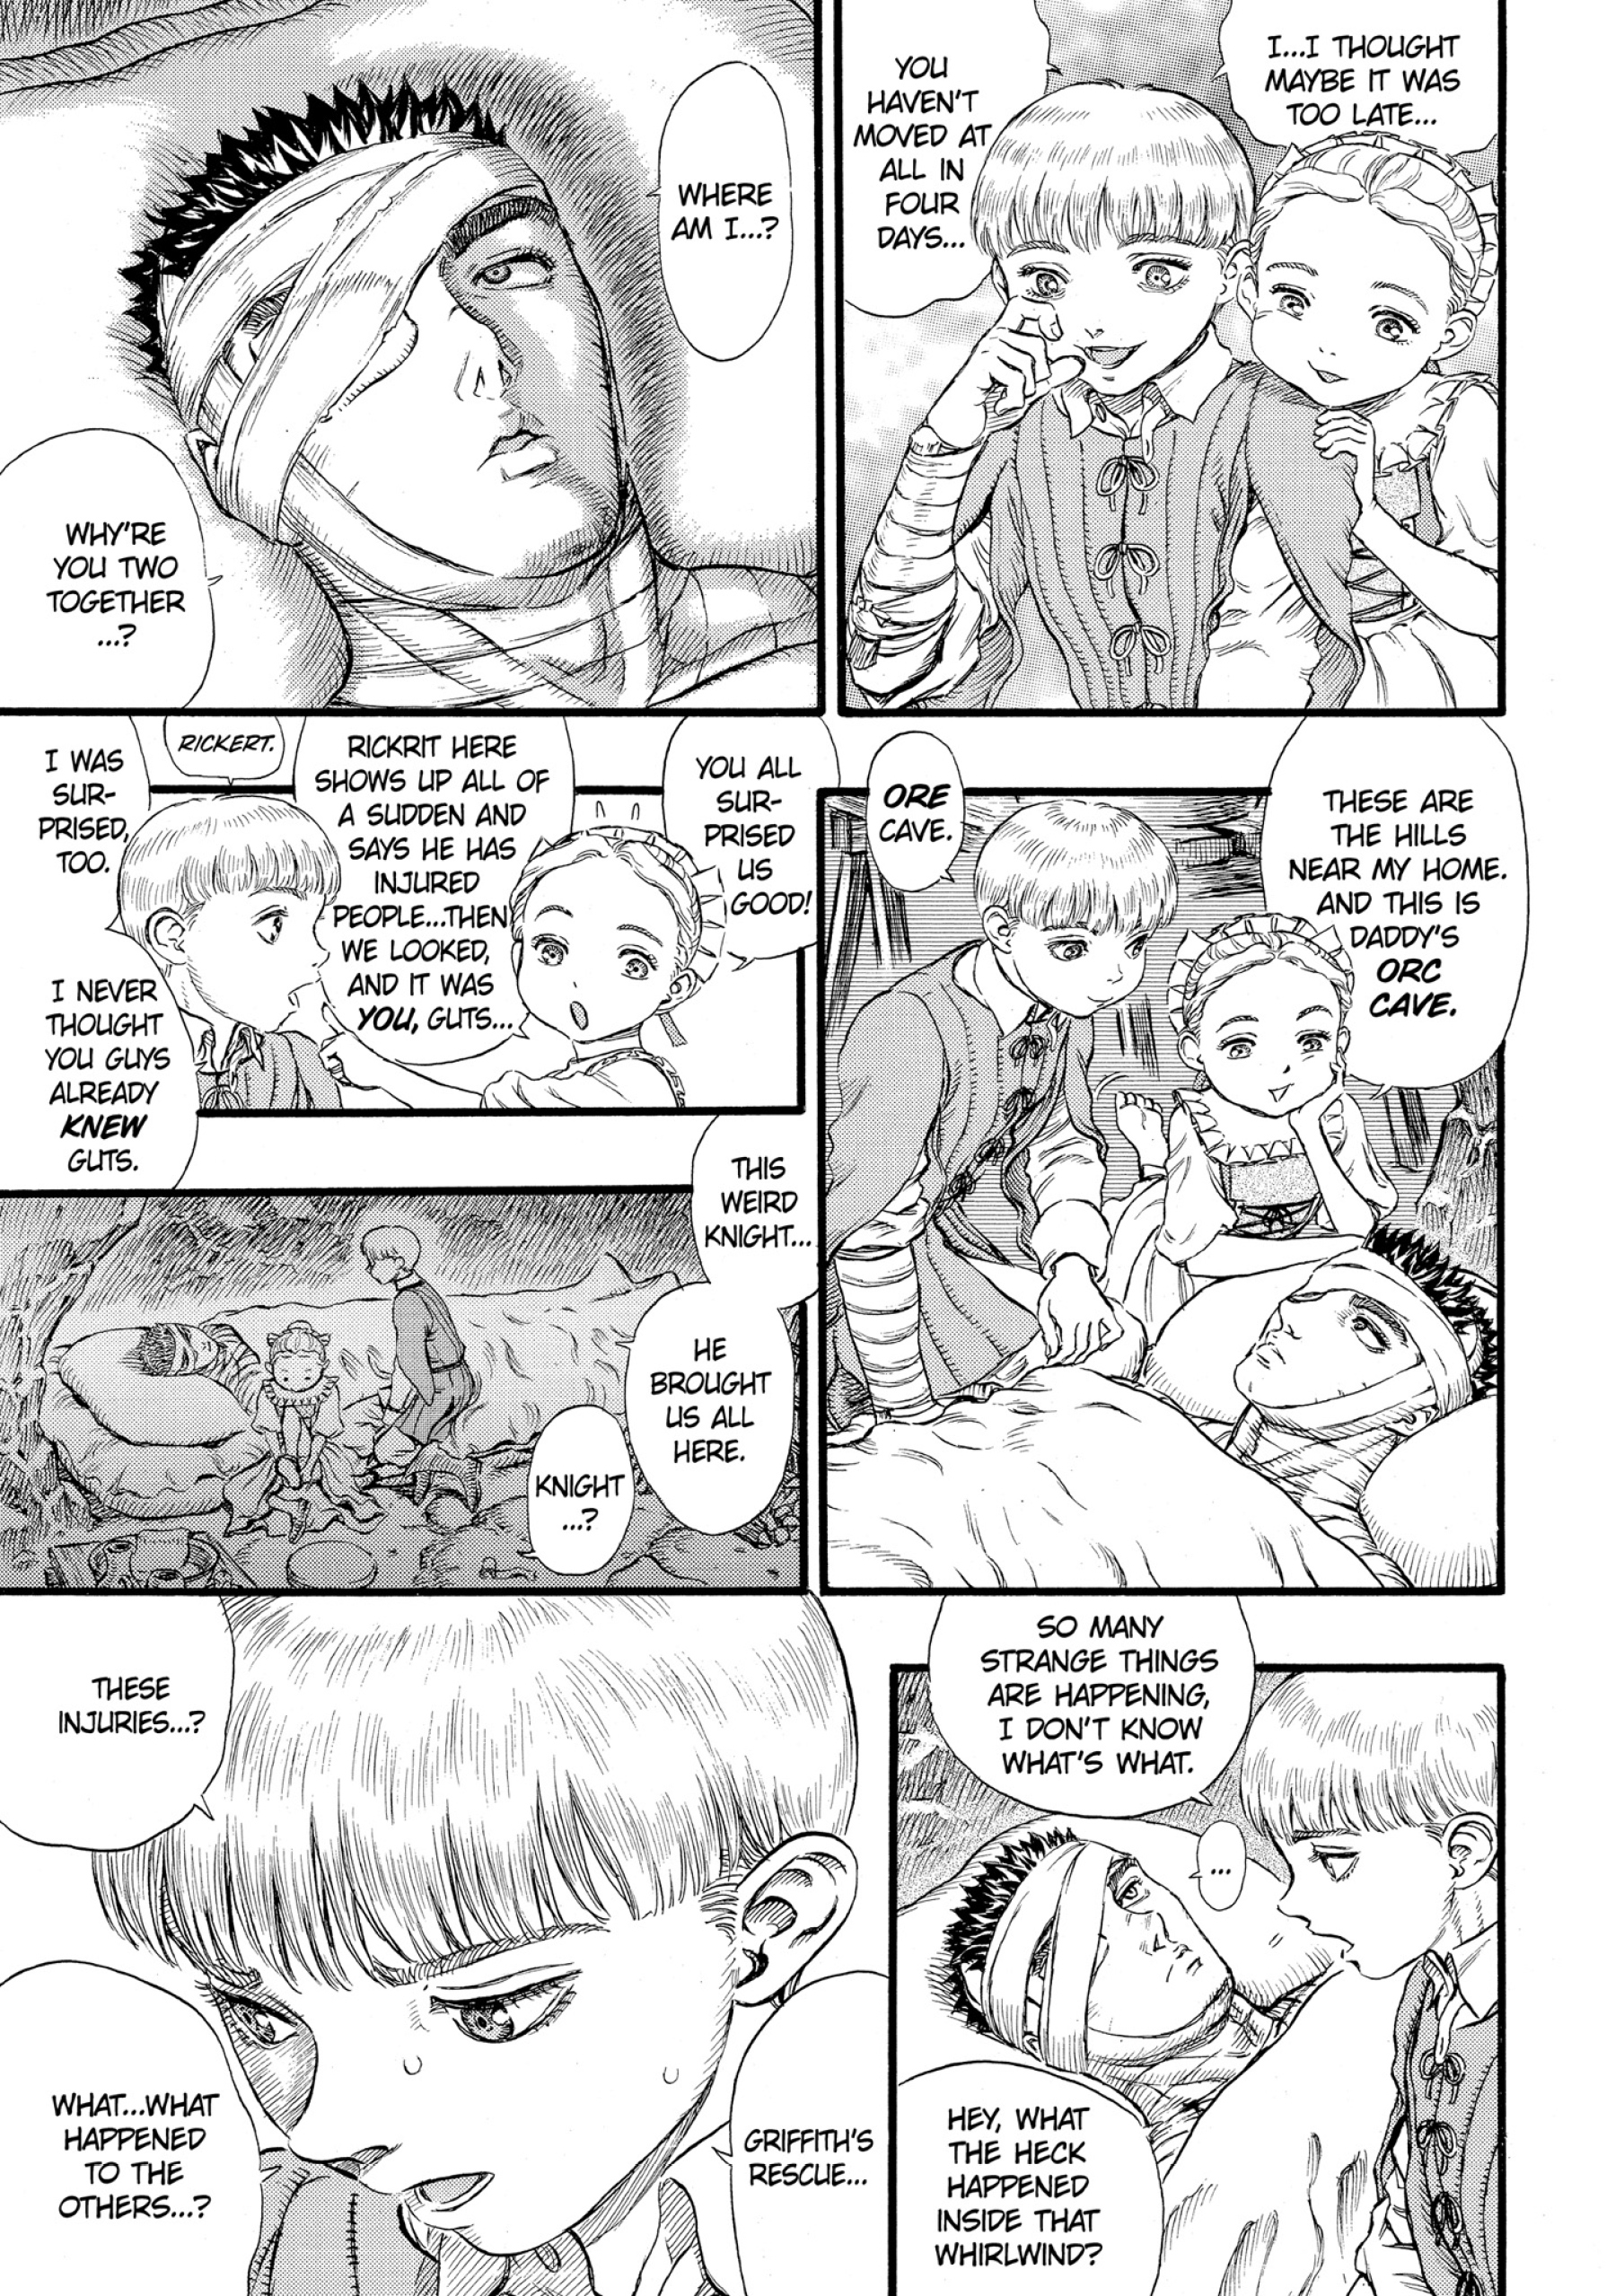 I...I THOUGHT
MAYBE IT WAS
TOO LATE...
YOU
HAVEN'T
MOVED AT
ALL IN
FOUR
DAYS...
WHERE
AM I...?
WHY'RE
YOU TWO
TOGETHER
...?
THESE ARE
THE HILLS
NEAR MY HOME.
AND THIS IS
DADDY'S
ORC
CAVE.
ORE
CAVE.
YOU ALL
SUR-
PRISED
US
GOOD!
RICKRIT HERE
SHOWS UP ALL OF
A SUDDEN AND
SAYS HE HAS
INJURED
PEOPLE...THEN
WE LOOKED,
AND IT WAS
YOU, GUTS...
RICKERT.
I WAS
SUR-
PRISED,
TOO.
I NEVER
THOUGHT
YOU GUYS
ALREADY
KNEW
GUTS.
THIS
WEIRD
KNIGHT...
HE
BROUGHT
US ALL
HERE.
KNIGHT
...?
SO MANY
STRANGE THINGS
ARE HAPPENING,
I DON'T KNOW
WHAT'S WHAT.
...
HEY, WHAT
THE HECK
HAPPENED
INSIDE THAT
WHIRLWIND?
THESE
INJURIES...?
GRIFFITH'S
RESCUE...
WHAT...WHAT
HAPPENED
TO THE
OTHERS...?